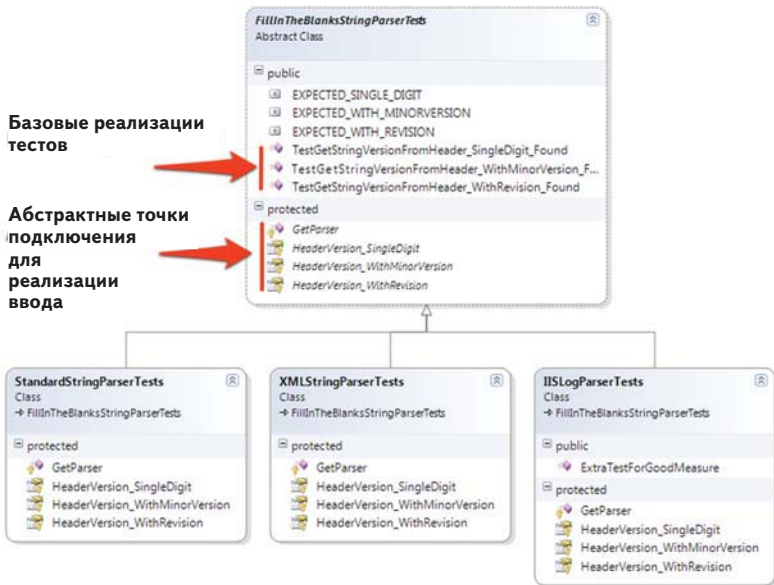 FillInTheBlanksStringParserTests
Abstract Class
public
EXPECTED_SINGLE_DIGIT
EXPECTED_WITH_MINORVERSION
EXPECTED_WITH_REVISION
TestGetStringVersionFromHeader_SingleDigit_Found
TestGetStringVersionFromHeader_WithMinorVersion_F...
TestGetStringVersionFromHeader_WithRevision_Found
protected
GetParser
HeaderVersion_SingleDigit
HeaderVersion_WithMinorVersion
HeaderVersion_WithRevision
Базовые реализации
тестов
Абстрактные точки
подключения
для
реализации
ввода
StandardStringParserTests
Class
FillInTheBlanksStringParserTests
protected
GetParser
HeaderVersion_SingleDigit
HeaderVersion_WithMinorVersion
HeaderVersion_WithRevision
XMLStringParserTests
Class
FillInTheBlanksStringParserTests
protected
GetParser
HeaderVersion_SingleDigit
HeaderVersion_WithMinorVersion
HeaderVersion_WithRevision
IISLogParserTests
Class
FillInTheBlanksStringParserTests
public
ExtraTestForGoodMeasure
protected
GetParser
HeaderVersion_SingleDigit
HeaderVersion_WithMinorVersion
HeaderVersion_WithRevision